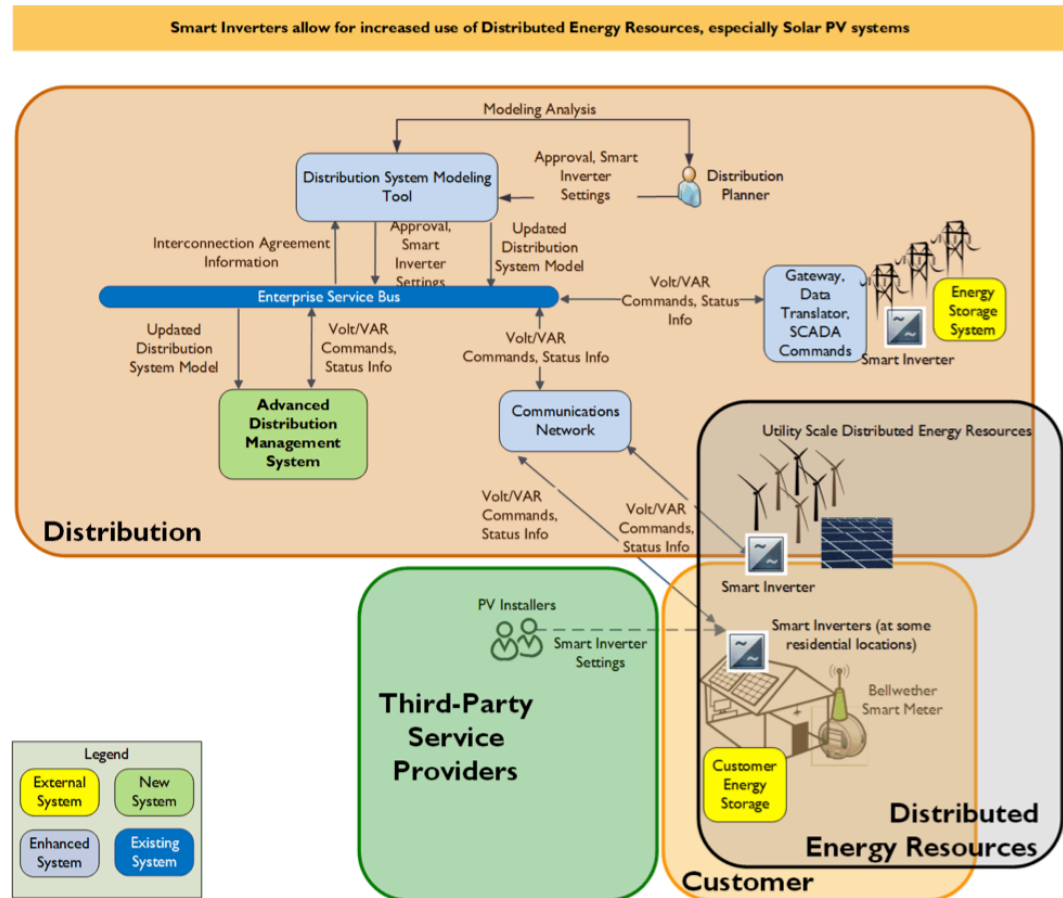 Smart Inverters allow for increased use of Distributed Energy Resources, especially Solar PV systems
Modeling Analysis
Distribution System Modeling
Tool
Approval, Smart
Inverter
Settings
Distribution
Planner
Interconnection Agreement
Information
Approval,
Smart
Inverter
Settings
Updated
Distribution
System Model
Enterprise Service Bus
Volt/VAR
Commands, Status
Info
Gateway,
Data
Translator,
SCADA
Commands
Energy
Storage
System
Smart Inverter
Updated
Distribution
System Model
Volt/VAR
Commands,
Status Info
Volt/VAR
Commands, Status Info
Advanced
Distribution
Management
System
Communications
Network
Utility Scale Distributed Energy Resources
Volt/VAR
Commands,
Status Info
Volt/VAR
Commands,
Status Info
Distribution
Smart Inverter
PV Installers
Smart Inverter
Settings
Smart Inverters (at some
residential locations)
Bellwether
Smart Meter
Third-Party
Service
Providers
Customer
Energy
Storage
Distributed
Energy Resources
Customer
Legend
External
System
New
System
Enhanced
System
Existing
System